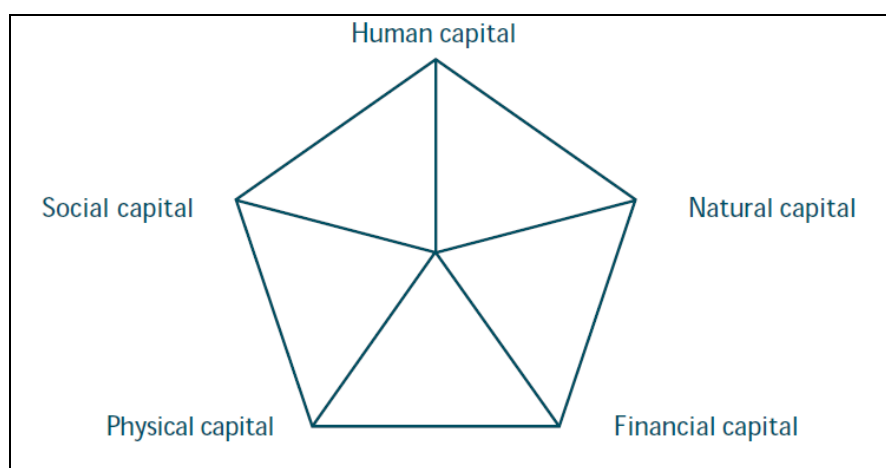 Human capital
Social capital
Natural capital
Physical capital
Financial capital